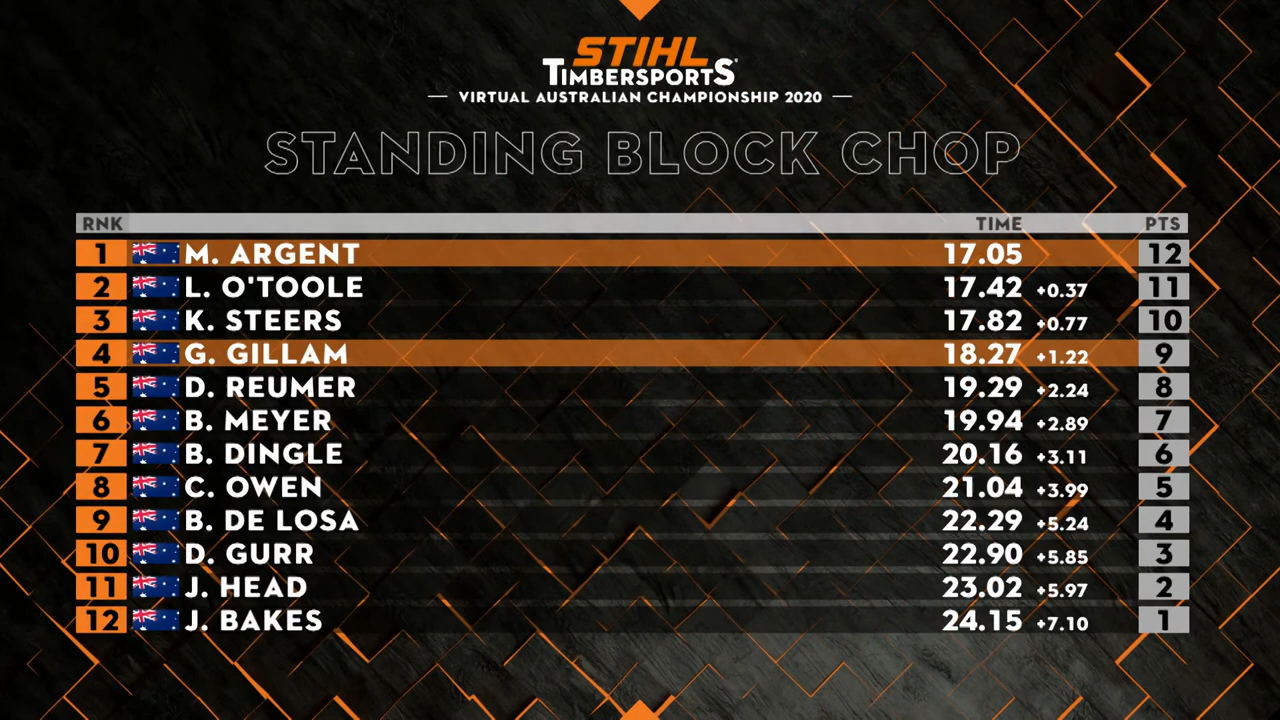 STIHL
TIMBERSPORTS®
VIRTUAL AUSTRALIAN CHAMPIONSHIP 2020
STANDING BLOCK CHOP
RNK TIME PTS
1 M. ARGENT 17.05 12
2 L. O'TOOLE 17.42 +0.37 11
3 K. STEERS 17.82 +0.77 10
4 G. GILLAM 18.27 +1.22 9
5 D. REUMER 19.29 +2.24 8
6 B. MEYER 19.94 +2.89 7
7 B. DINGLE 20.16 +3.11 6
8 C. OWEN 21.04 +3.99 5
9 B. DE LOSA 22.29 +5.24 4
10 D. GURR 22.90 +5.85 3
11 J. HEAD 23.02 +5.97 2
12 J. BAKES 24.15 +7.10 1